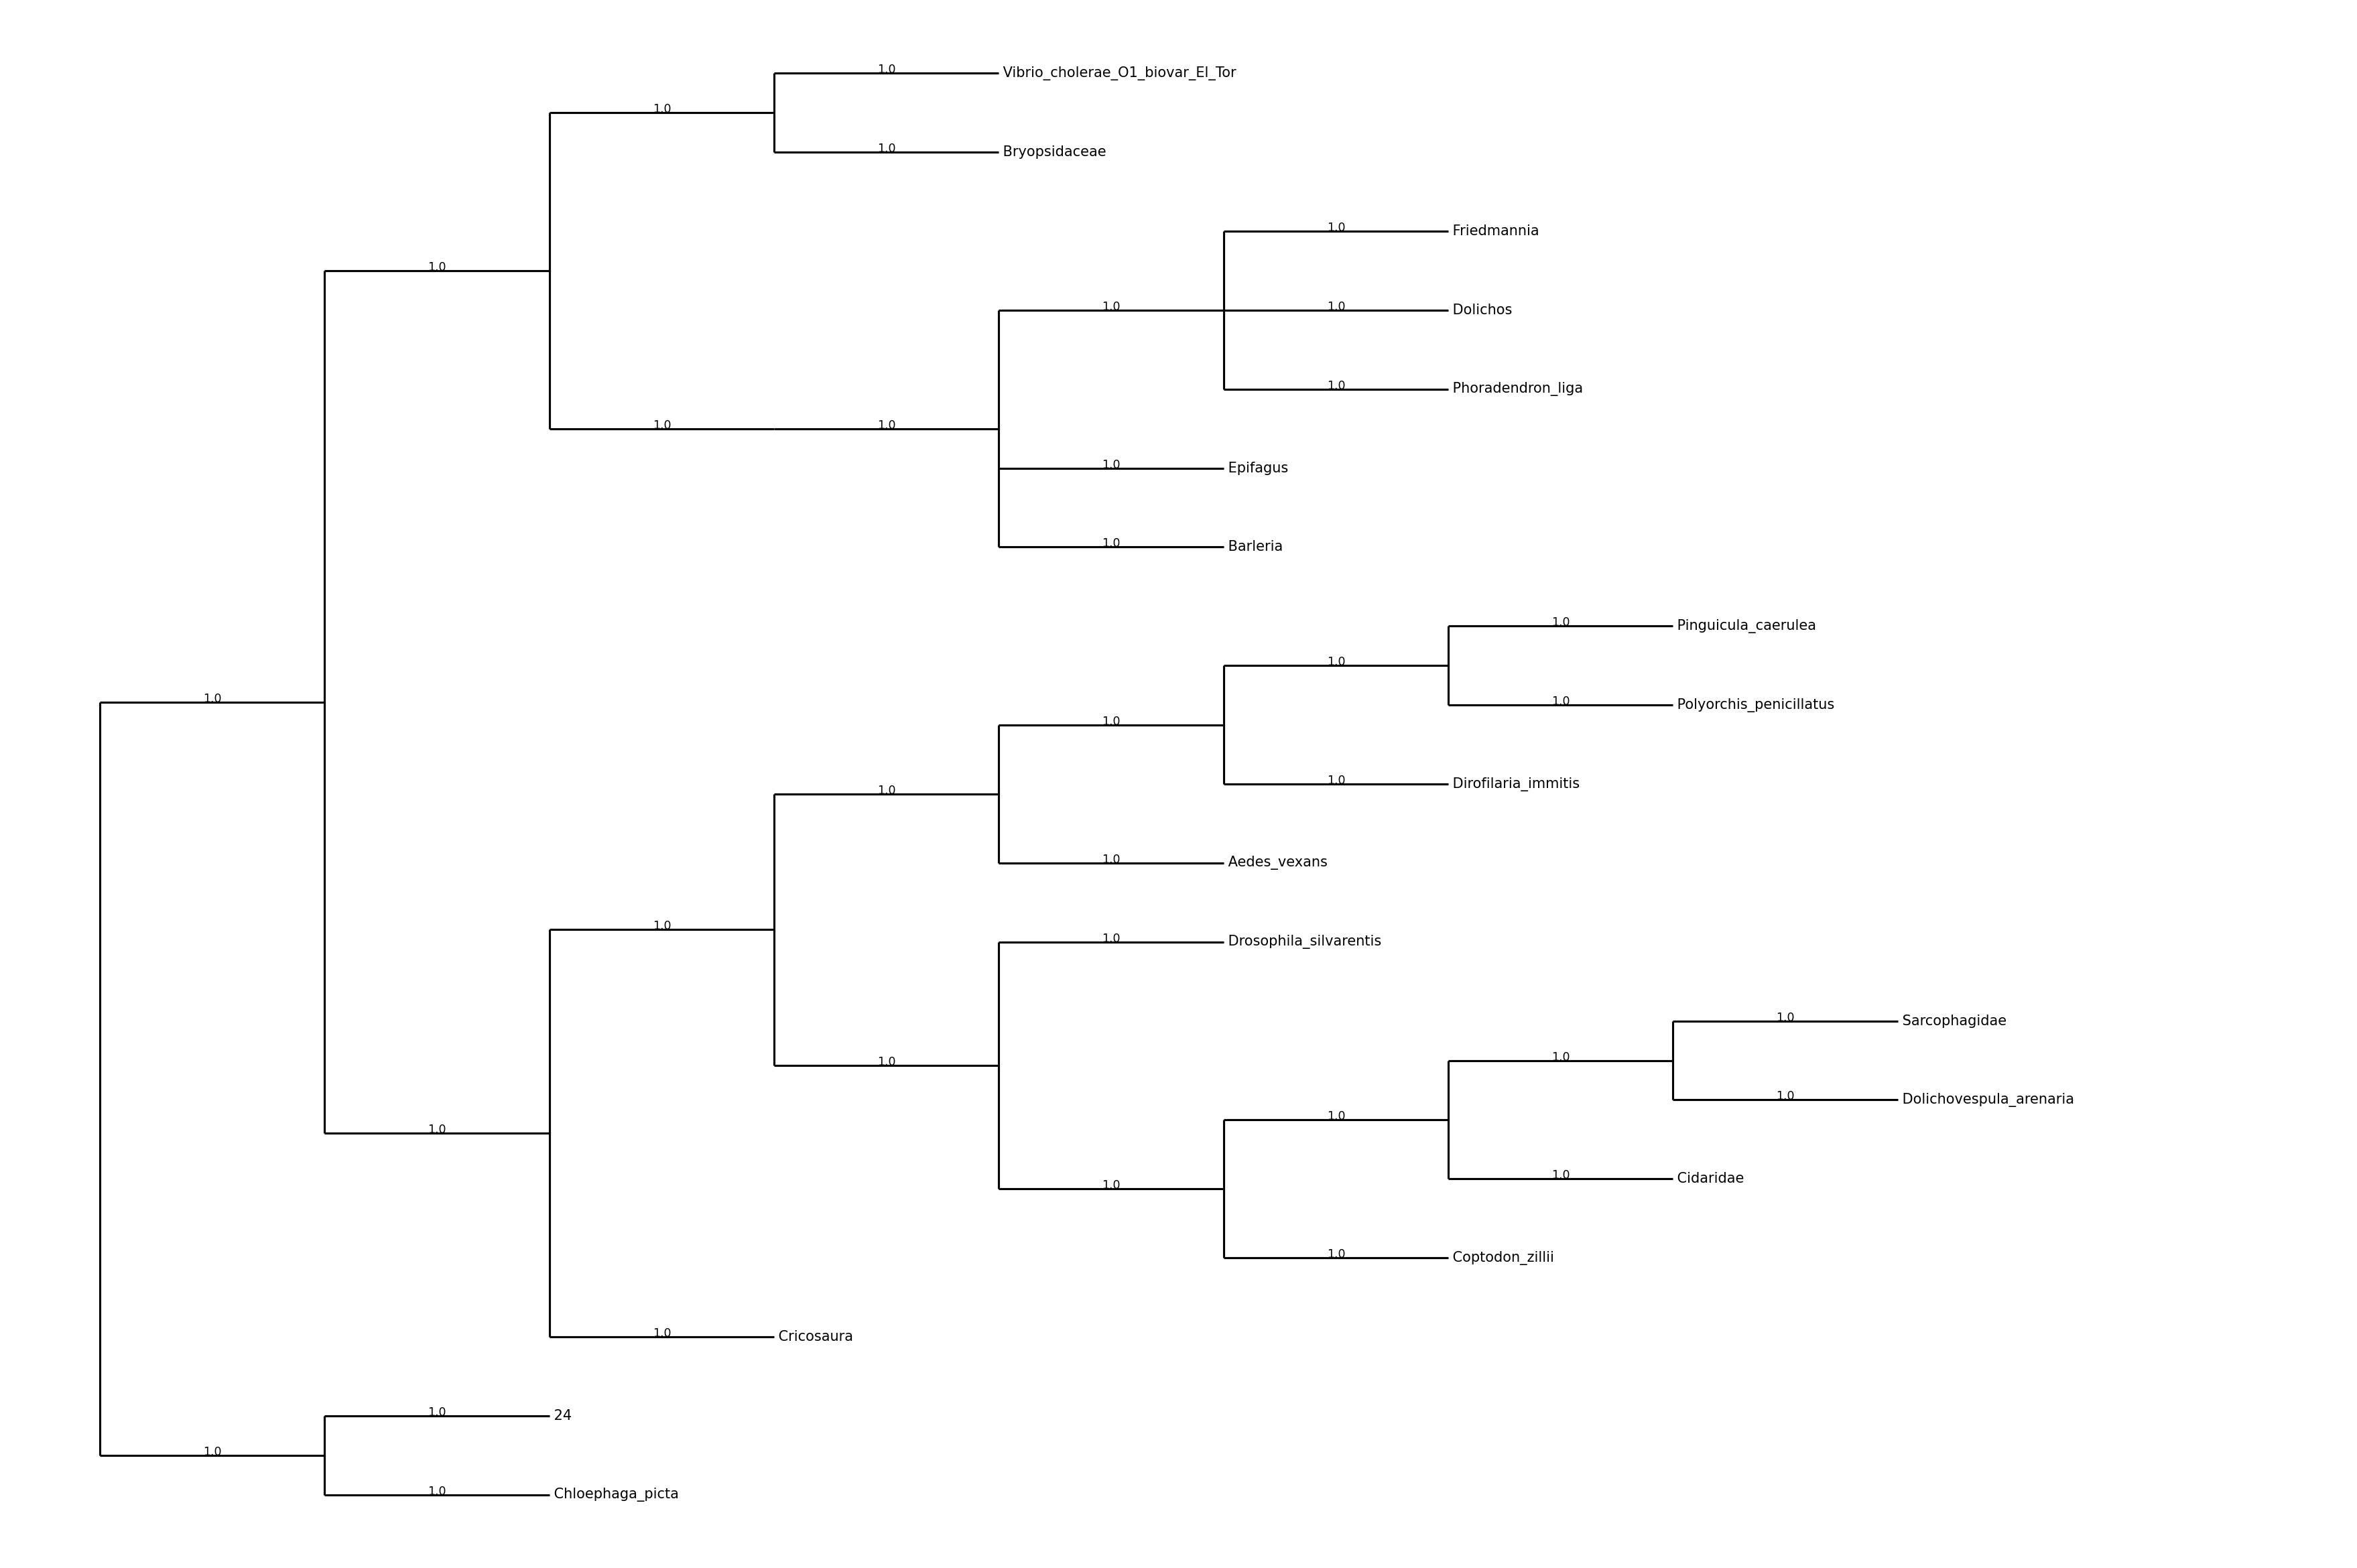 1.0 Vibrio_cholerae_O1_biovar_El_Tor
1.0
1.0 Bryopsidaceae
1.0 Friedmannia
1.0
1.0 1.0 Dolichos
1.0 Phoradendron_liga
1.0 1.0
1.0 Epifagus
1.0 Barleria
1.0 Pinguicula_caerulea
1.0
1.0
1.0 Polyorchis_penicillatus
1.0
1.0 Dirofilaria_immitis
1.0
1.0 Aedes_vexans
1.0
1.0 Drosophila_silvarentis
1.0 Sarcophagidae
1.0
1.0
1.0 Dolichovespula_arenaria
1.0
1.0
1.0 Cidaridae
1.0
1.0 Coptodon_zillii
1.0 Cricosaura
1.0 24
1.0
1.0 Chloephaga_picta